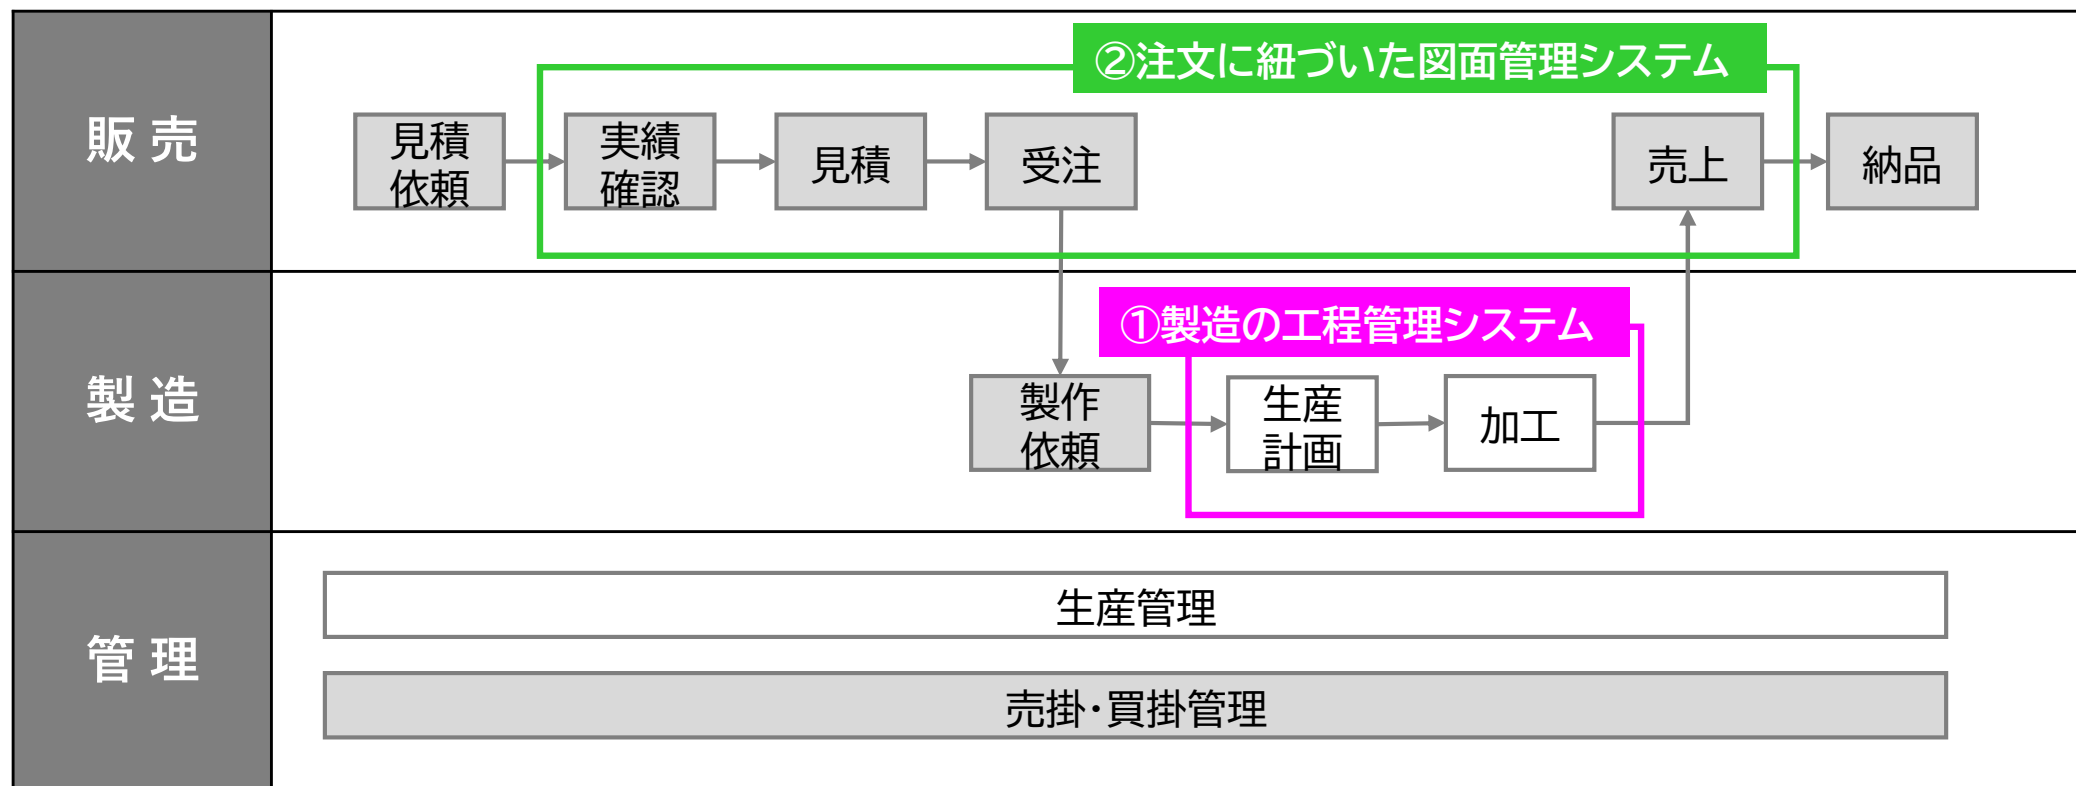 販売
②注文に紐づいた図面管理システム
見積
依頼
実績
確認
見積
受注
売上
納品
製造
①製造の工程管理システム
製作
依頼
生産
計画
加工
管理
生産管理
売掛・買掛管理